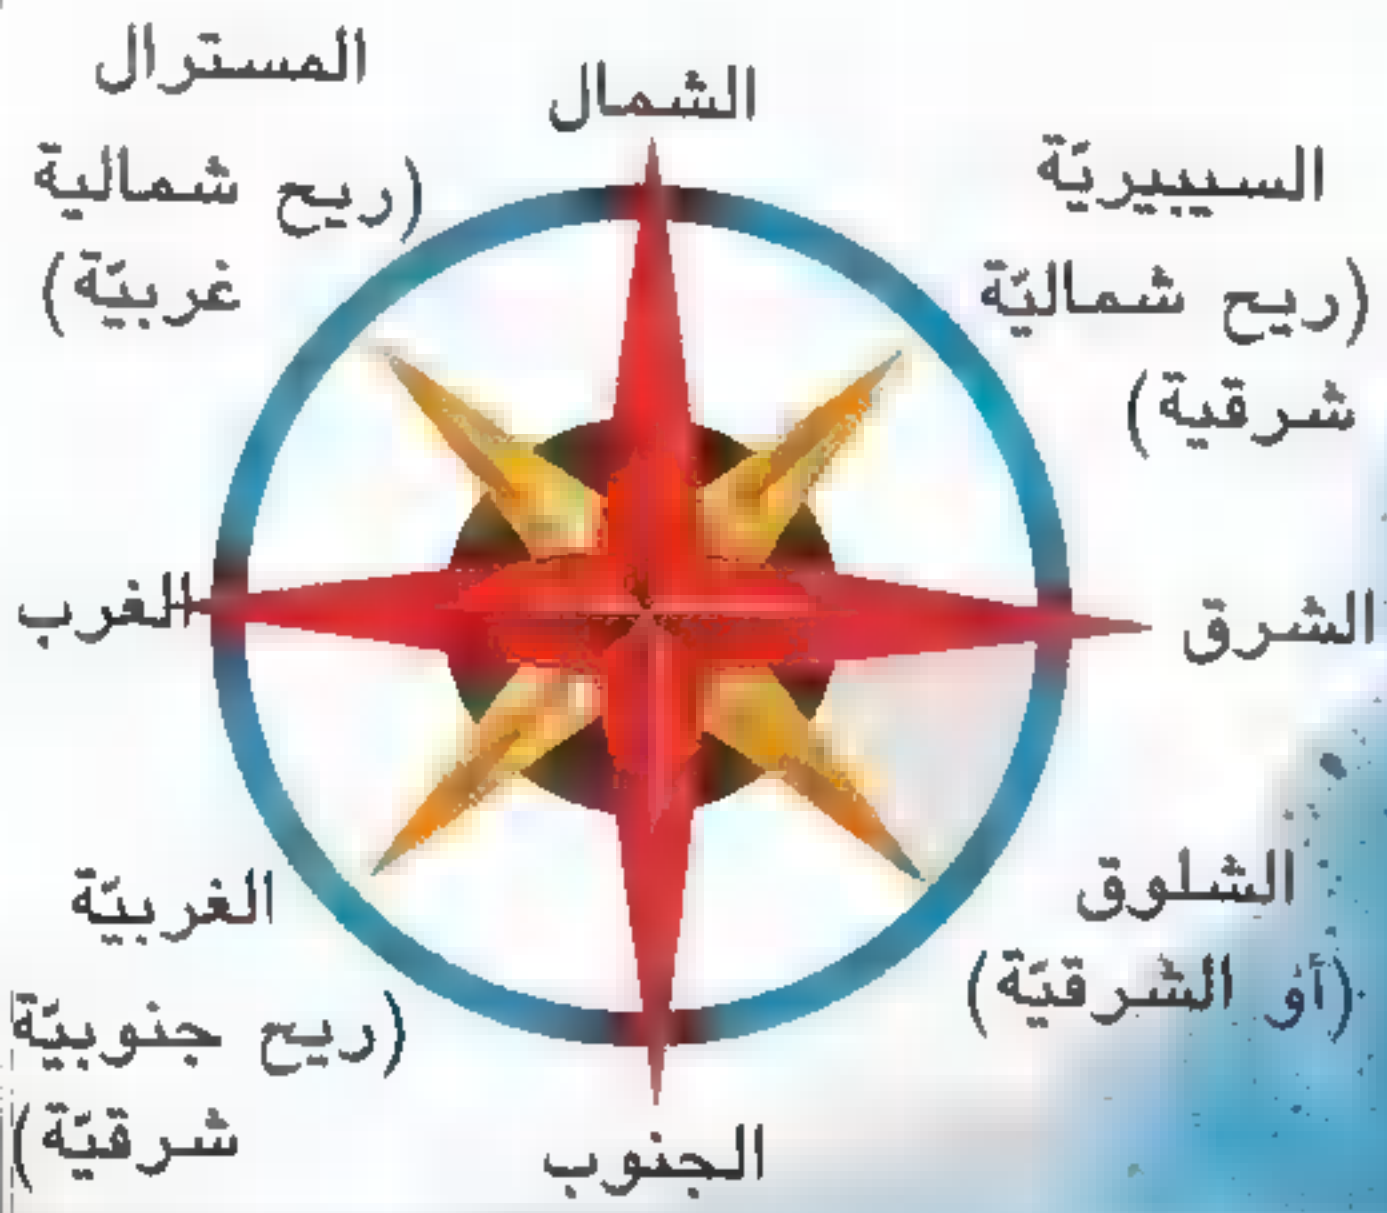 المسترال
(ريح شمالية
غربيّة)
الشمال
السيبيريّة
(ريح شماليّة
شرقية)
الغرب
الشرق
الغربيّة
(ريح جنوبيّة
شرقيّة)
الشلوق
(أو الشرقيّة)
الجنوب